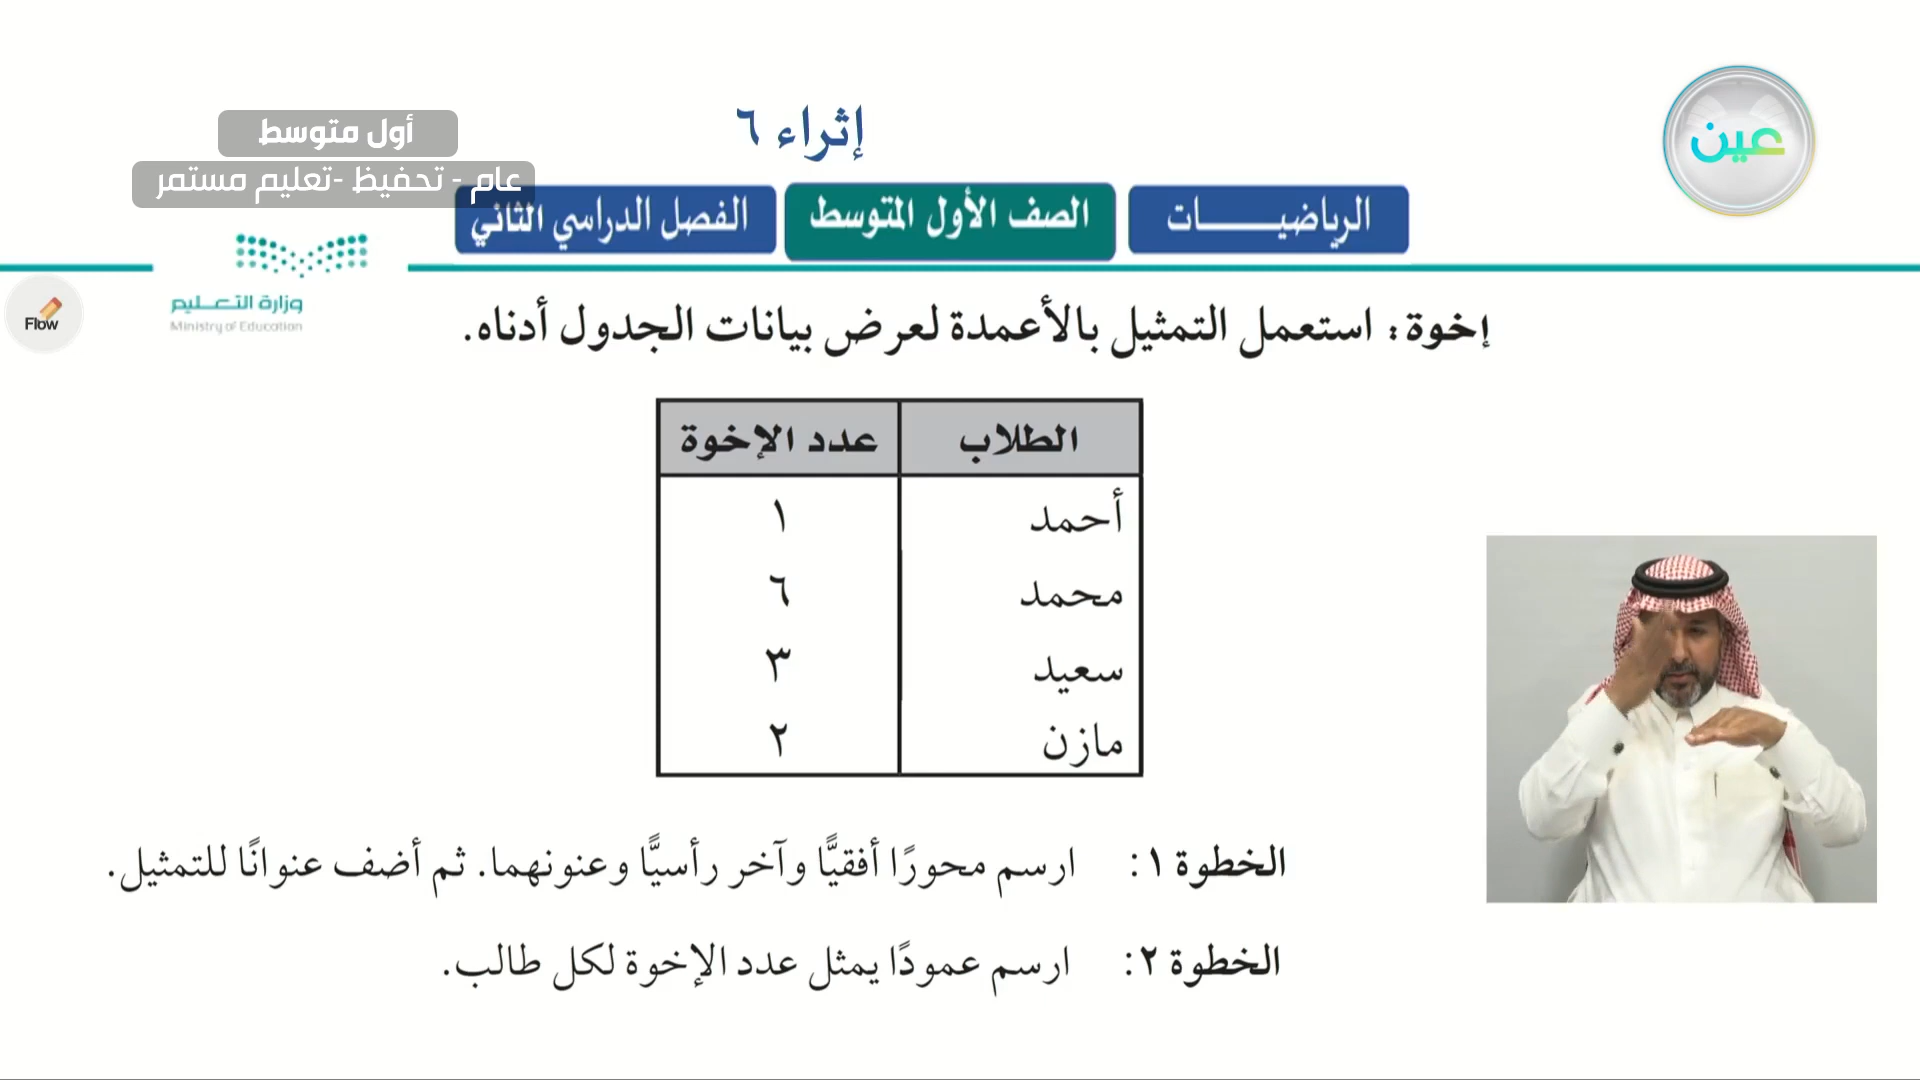 عين
إثراء ٦
أول متوسط
عام - تحفيظ -تعليم مستمر
الرياضيـــــات
الصف الأول المتوسط
الفصل الدراسي الثاني
وزارة التعـليم
Ministry of Education
Flow
إخوة: استعمل التمثيل بالأعمدة لعرض بيانات الجدول أدناه.
الطلاب عدد الإخوة
أحمد ١
محمد ٦
سعيد ٣
مازن ٢
الخطوة ١: ارسم محورًا أفقيًّا وآخر رأسيًّا وعنونهما. ثم أضف عنوانًا للتمثيل.
الخطوة ٢: ارسم عمودًا يمثل عدد الإخوة لكل طالب.